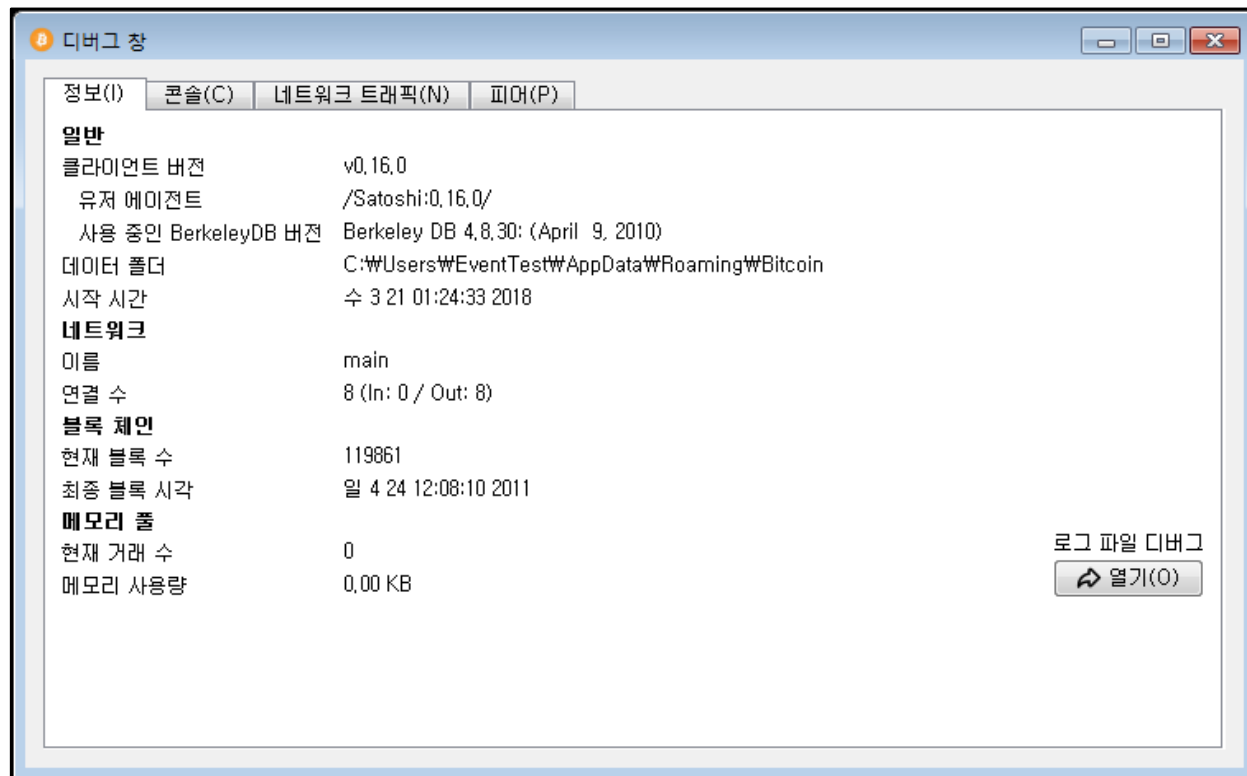 디버그 창
정보(I) 콘솔(C) 네트워크 트래픽(N) 피어(P)
일반
클라이언트 버전 v0.16.0
유저 에이전트 /Satoshi:0.16.0/
사용 중인 BerkeleyDB 버전 Berkeley DB 4.8.30: (April 9, 2010)
데이터 폴더 C:₩Users₩EventTest₩AppData₩Roaming₩Bitcoin
시작 시간 수 3 21 01:24:33 2018
네트워크
이름 main
연결 수 8 (In: 0 / Out: 8)
블록 체인
현재 블록 수 119861
최종 블록 시각 일 4 24 12:08:10 2011
메모리 풀
현재 거래 수 0
메모리 사용량 0.00 KB
로그 파일 디버그
열기(O)